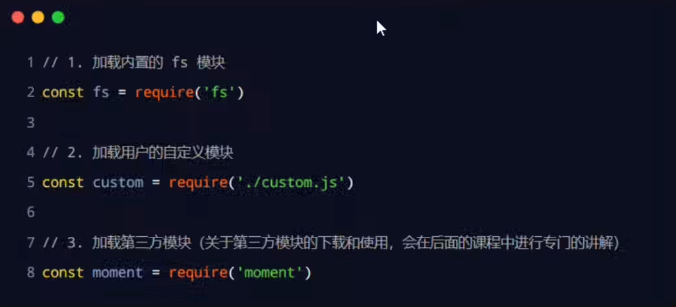 1 // 1. 加载内置的 fs 模块
2 const fs = require('fs')
3
4 // 2. 加载用户的自定义模块
5 const custom = require('./custom.js')
6
7 // 3. 加载第三方模块（关于第三方模块的下载和使用，会在后面的课程中进行专门的讲解）
8 const moment = require('moment')